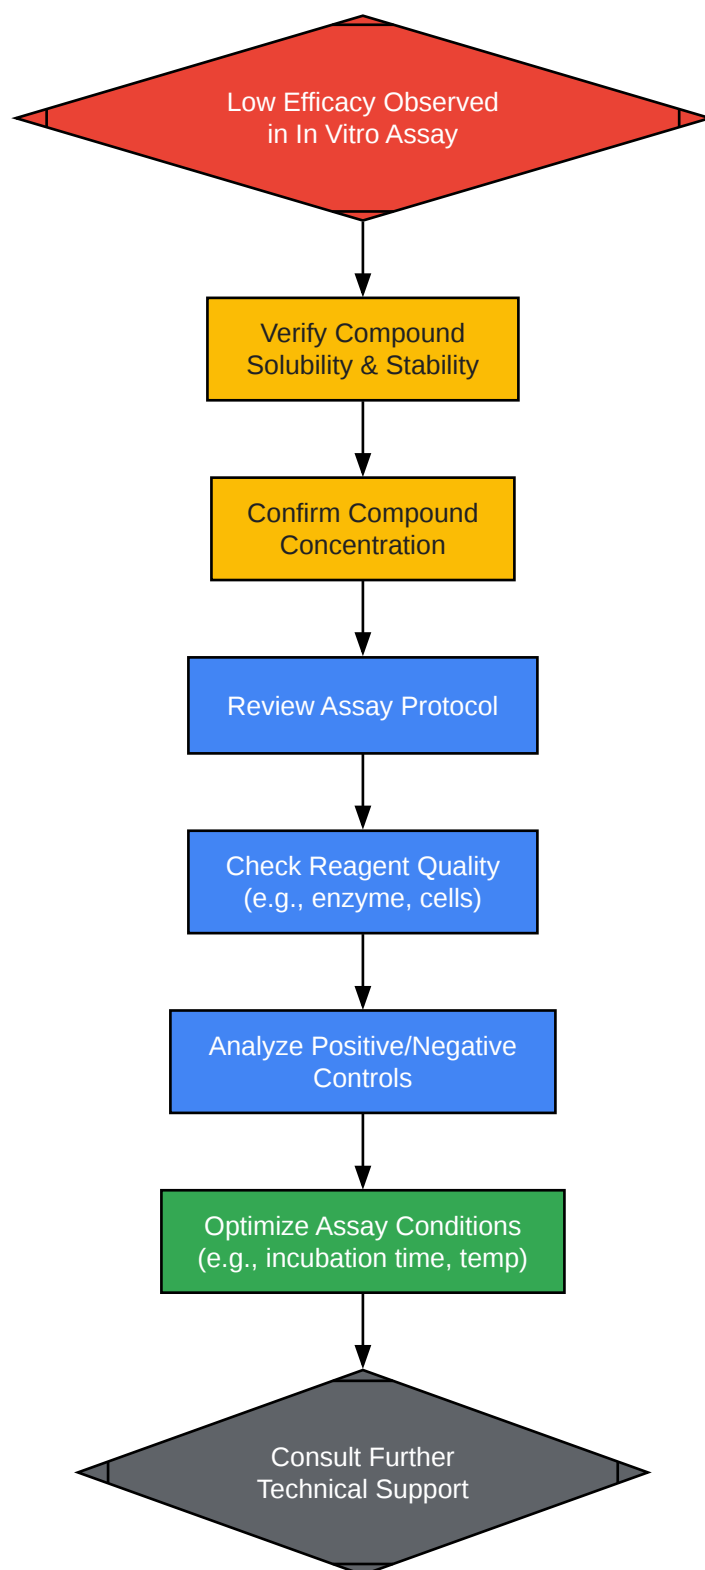 Low Efficacy Observed
in In Vitro Assay
Verify Compound
Solubility & Stability
Confirm Compound
Concentration
Review Assay Protocol
Check Reagent Quality
(e.g., enzyme, cells)
Analyze Positive/Negative
Controls
Optimize Assay Conditions
(e.g., incubation time, temp)
Consult Further
Technical Support